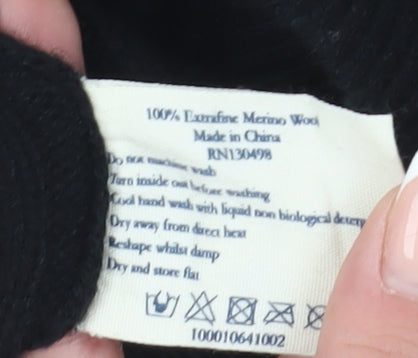 100% Extrafine Merino Wool
Made in China
RN130498
Do not machine wash
Turn inside out before washing
Cool hand wash with liquid non biological deterg
Dry away from direct heat
Reshape whilst damp
Dry and store flat
100010641002